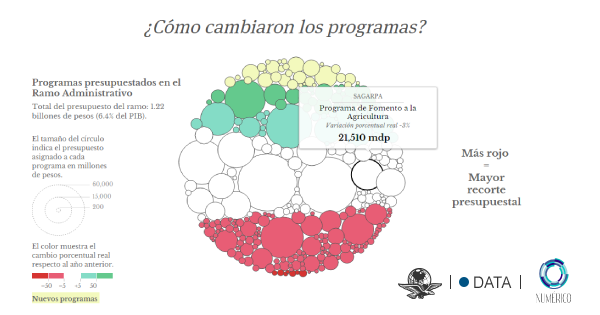 ¿Cómo cambiaron los programas?
Programas presupuestados en el
Ramo Administrativo
Total del presupuesto del ramo: 1.22
billones de pesos (6.4% del PIB).
El tamaño del círculo
indica el presupuesto
asignado a cada
programa en millones
de pesos.
60,000
15,000
200
El color muestra el
cambio porcentual real
respecto al año anterior.
-50 -5 +5 50
Nuevos programas
SAGARPA
Programa de Fomento a la
Agricultura
Variación porcentual real -3%
21,510 mdp
Más rojo
=
Mayor
recorte
presupuestal
DATA
NUMÉRICO